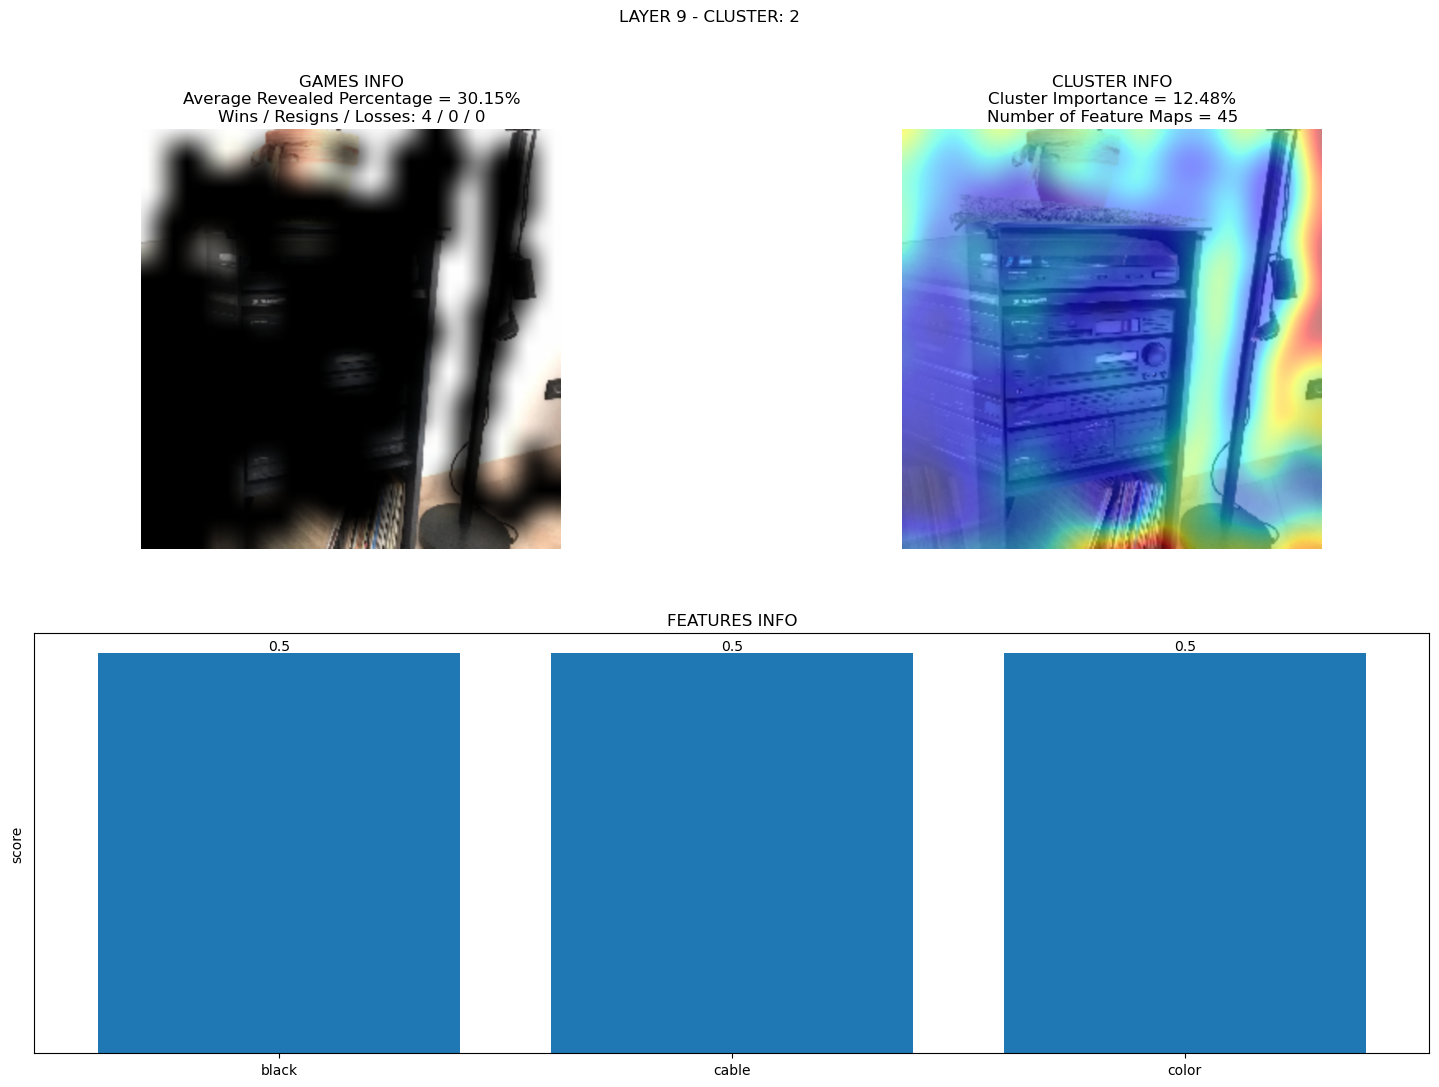 LAYER 9 - CLUSTER: 2
GAMES INFO
Average Revealed Percentage = 30.15%
Wins / Resigns / Losses: 4 / 0 / 0
CLUSTER INFO
Cluster Importance = 12.48%
Number of Feature Maps = 45
FEATURES INFO
score
0.5
0.5
0.5
black
cable
color